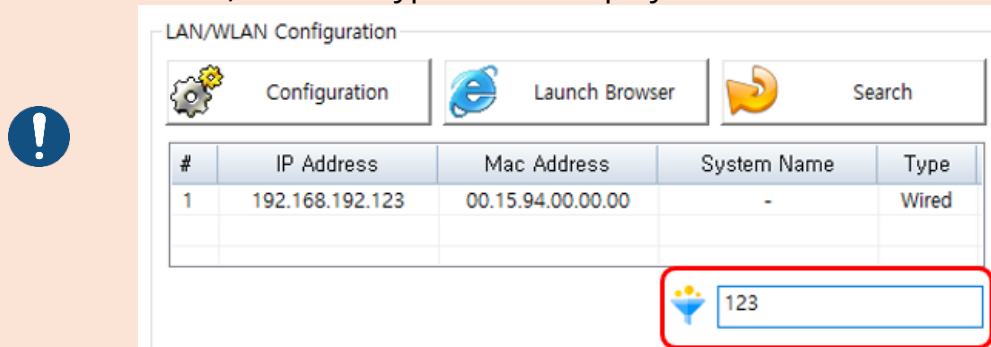 LAN/WLAN Configuration
Configuration Launch Browser Search
# IP Address Mac Address System Name Type
1 192.168.192.123 00.15.94.00.00.00 - Wired
123